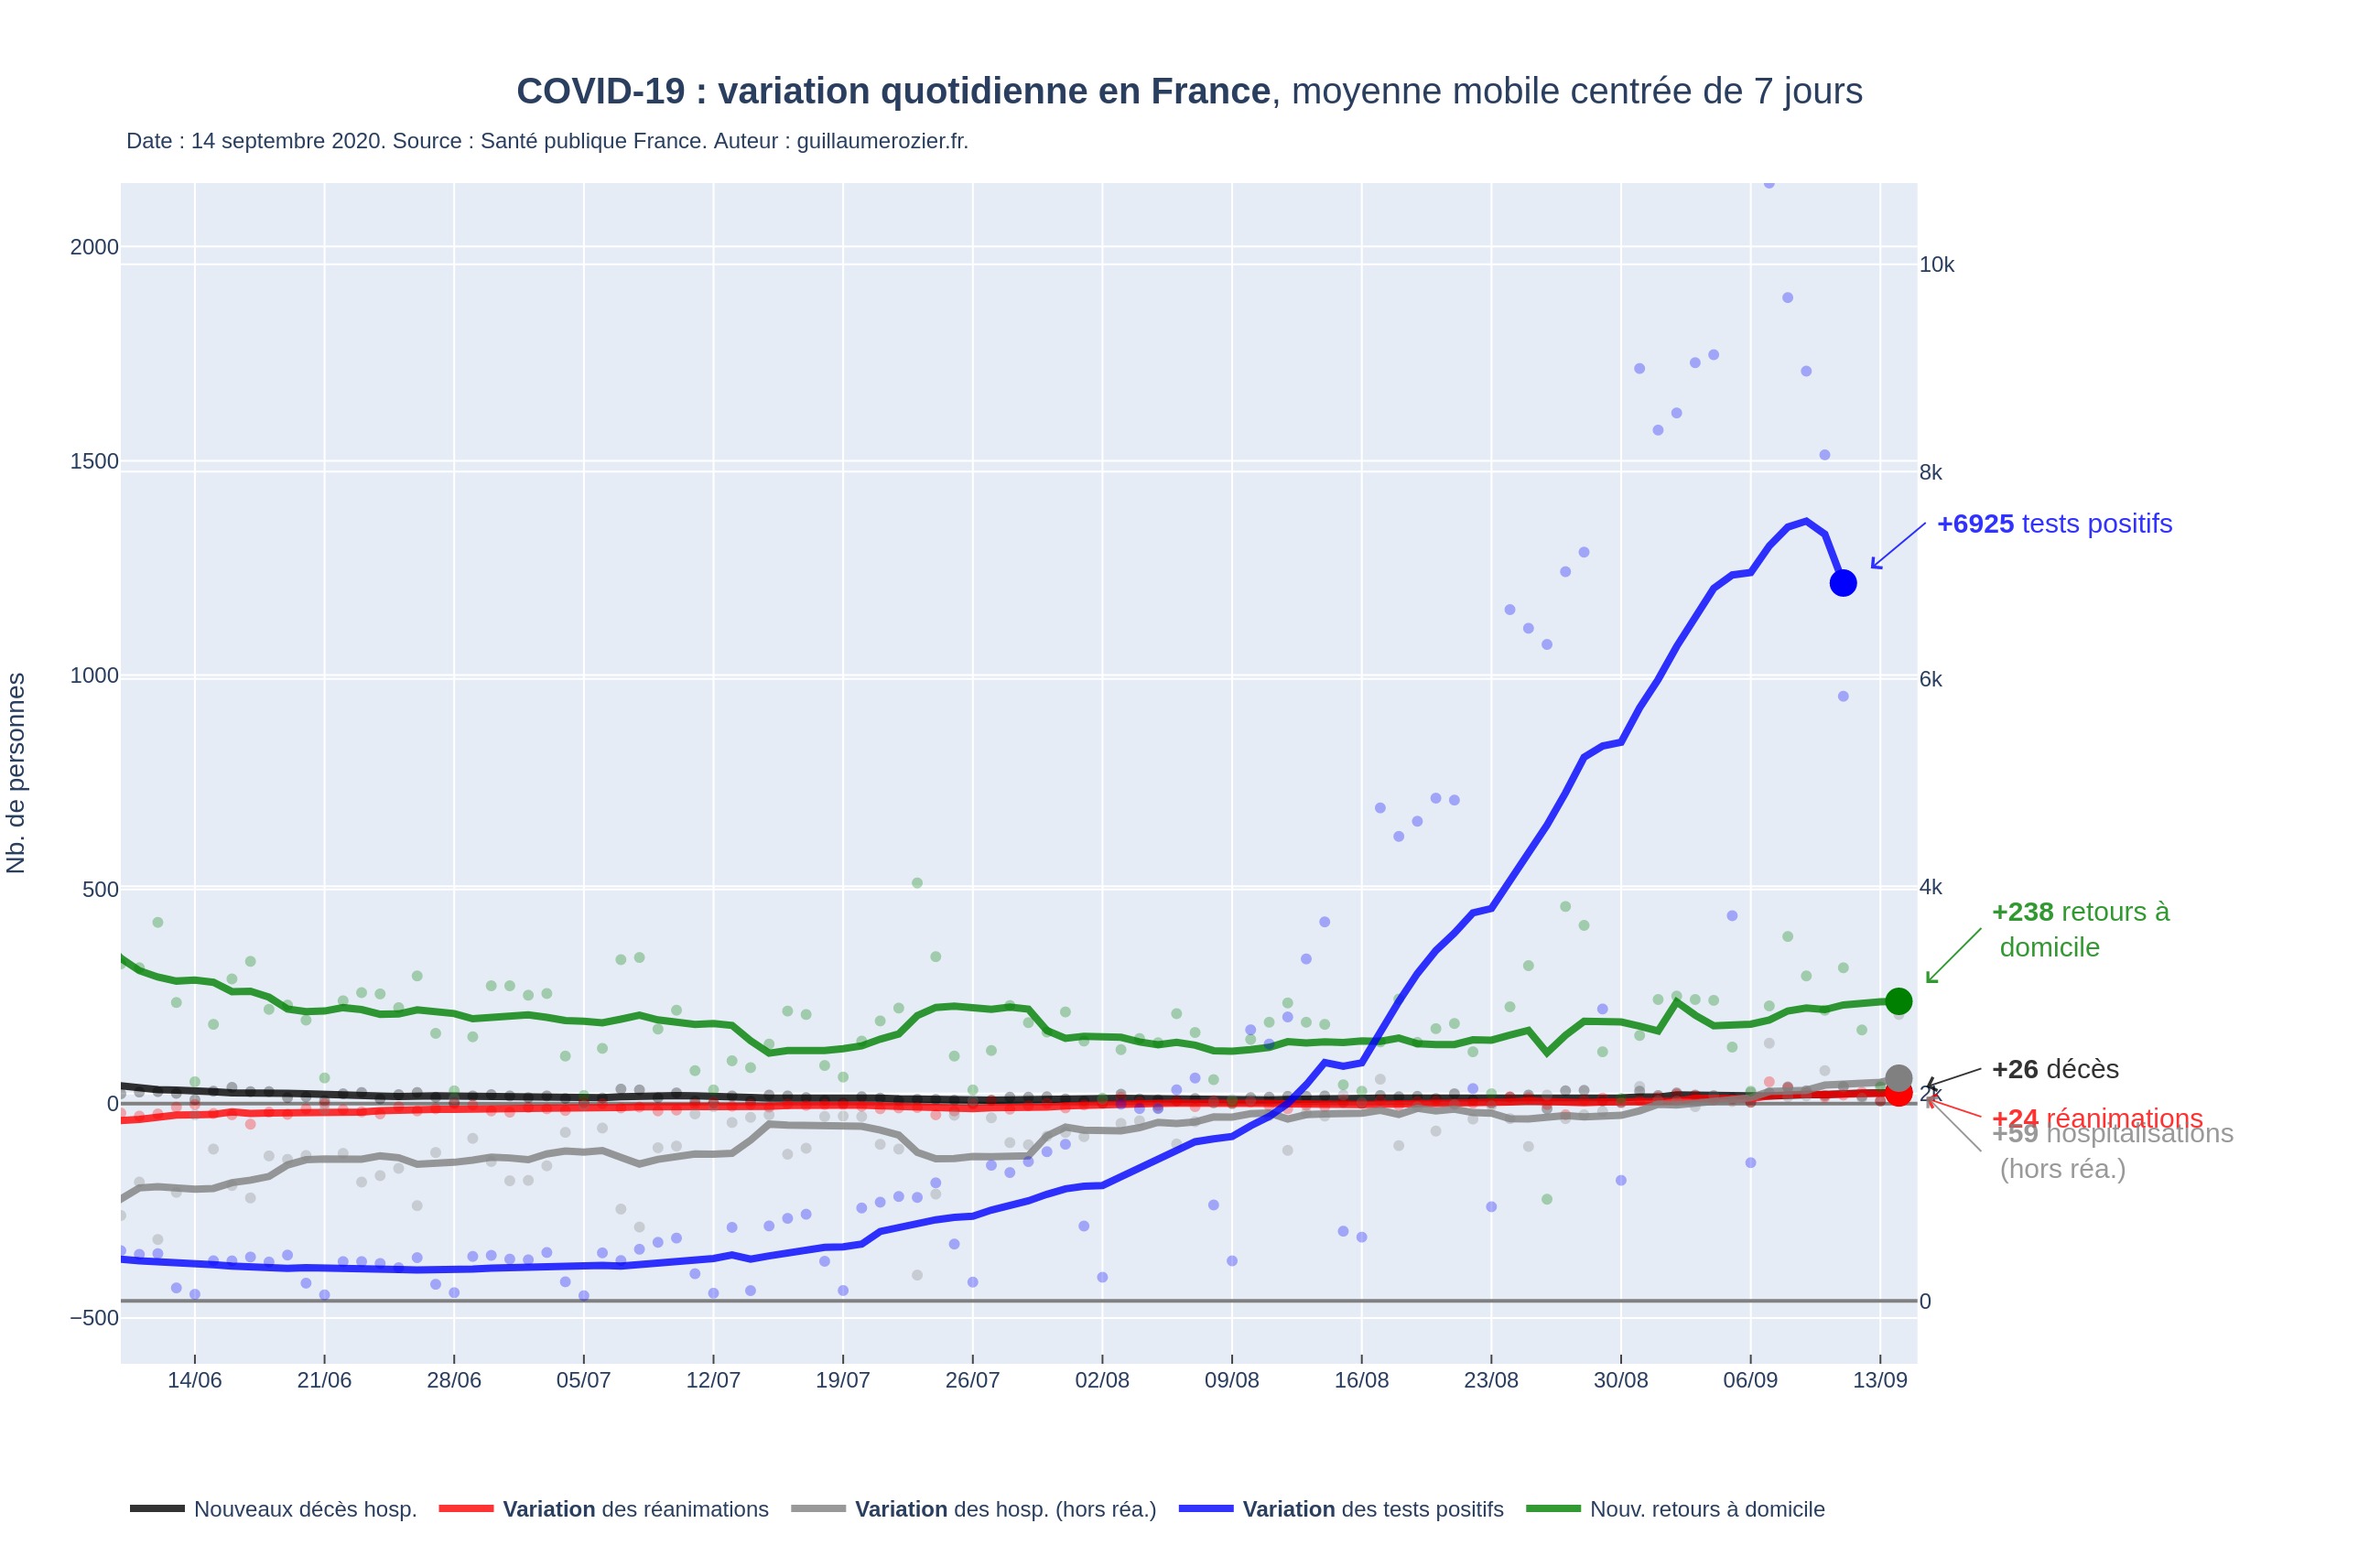 COVID-19 : variation quotidienne en France, moyenne mobile centrée de 7 jours
Date : 14 septembre 2020. Source : Santé publique France. Auteur : guillaumerozier.fr.
Nb. de personnes
2000
1500
1000
500
0
−500
10k
8k
6k
4k
2k
0
+6925 tests positifs
+238 retours à
domicile
+26 décès
+24 réanimations
+59 hospitalisations
(hors réa.)
14/06 21/06 28/06 05/07 12/07 19/07 26/07 02/08 09/08 16/08 23/08 30/08 06/09 13/09
Nouveaux décès hosp. Variation des réanimations Variation des hosp. (hors réa.) Variation des tests positifs Nouv. retours à domicile